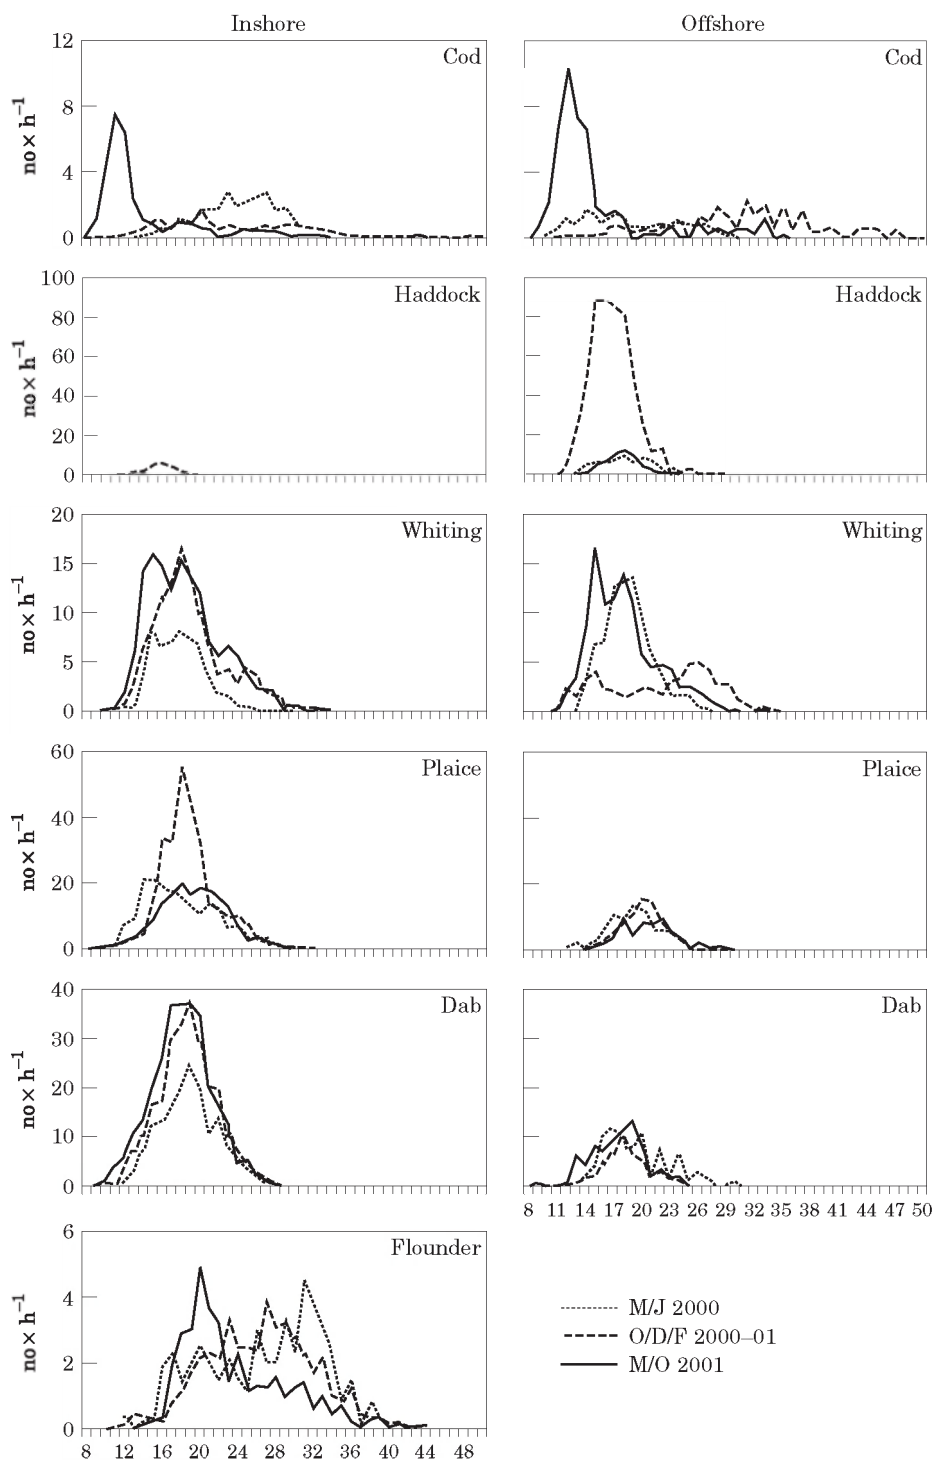 Inshore Offshore
12 Cod Cod
8
4
0
no × h⁻¹
100 Haddock Haddock
80
60
40
20
0
no × h⁻¹
20 Whiting Whiting
15
10
5
0
no × h⁻¹
60 Plaice Plaice
40
20
0
no × h⁻¹
40 Dab Dab
30
20
10
0
no × h⁻¹
8 11 14 17 20 23 26 29 32 35 38 41 44 47 50
6 Flounder
4
2
0
no × h⁻¹
8 12 16 20 24 28 32 36 40 44 48
M/J 2000
O/D/F 2000–01
M/O 2001